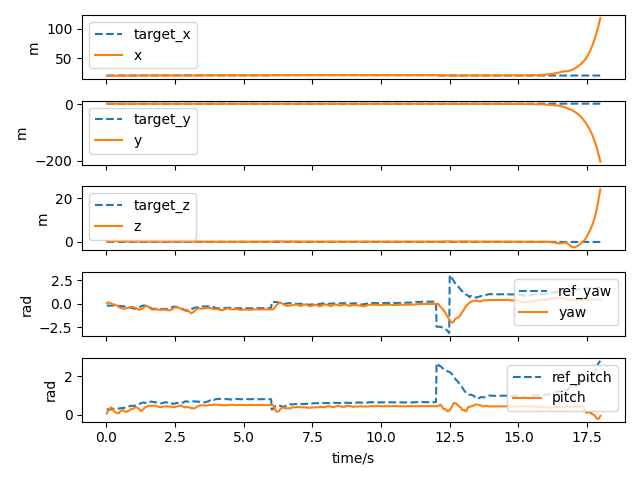 100
50
m
target_x
x
0
−200
m
target_y
y
20
0
m
target_z
z
2.5
0.0
−2.5
rad
ref_yaw
yaw
2
0
rad
ref_pitch
pitch
0.0 2.5 5.0 7.5 10.0 12.5 15.0 17.5
time/s